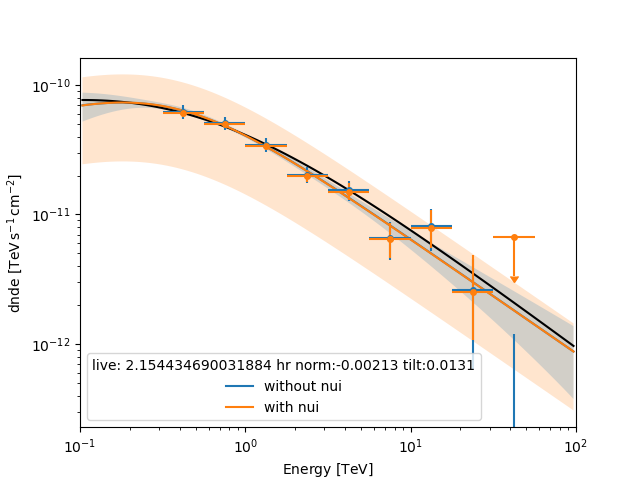 10⁻¹⁰
10⁻¹¹
10⁻¹²
dnde [TeV s⁻¹ cm⁻²]
live: 2.154434690031884 hr norm:-0.00213 tilt:0.0131
without nui
with nui
10⁻¹ 10⁰ 10¹ 10²
Energy [TeV]